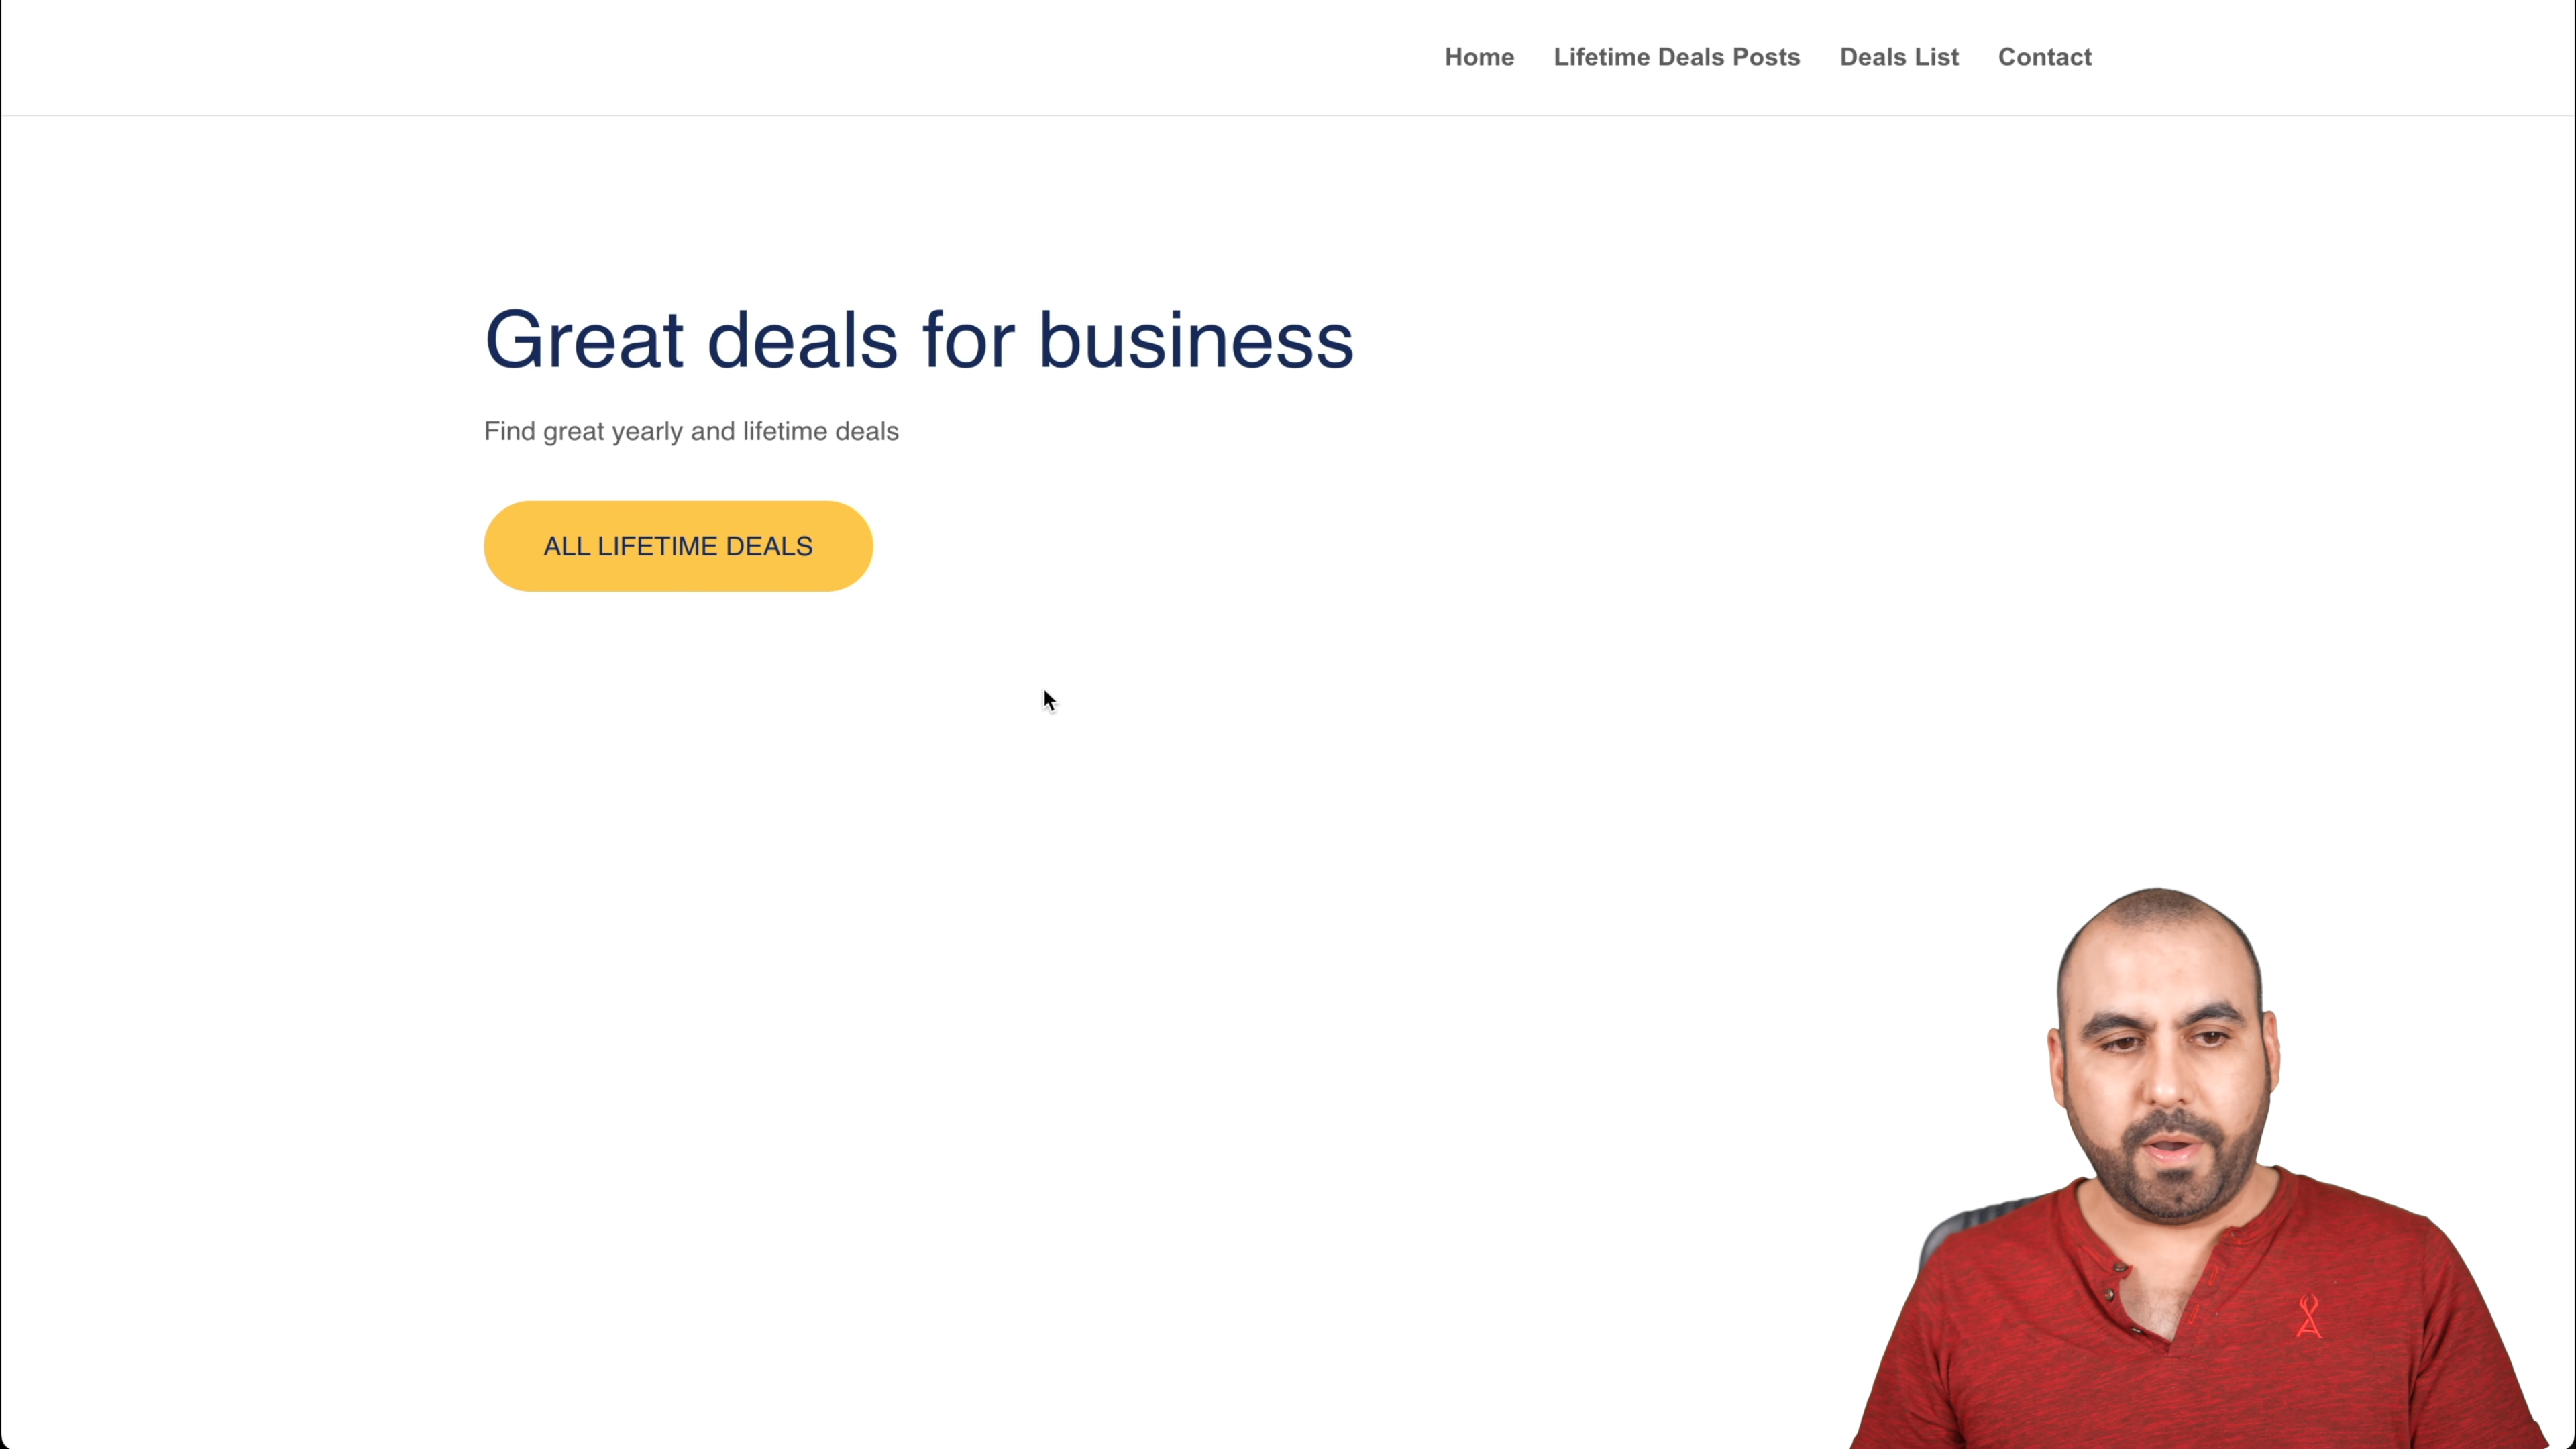 Home Lifetime Deals Posts Deals List Contact
Great deals for business
Find great yearly and lifetime deals
ALL LIFETIME DEALS